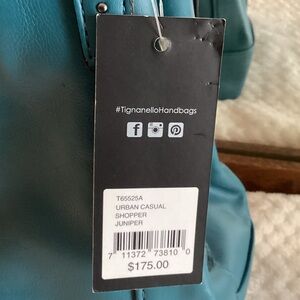 #TignanelloHandbags
T65525A
URBAN CASUAL
SHOPPER
JUNIPER
7 11372 73810 0
$175.00